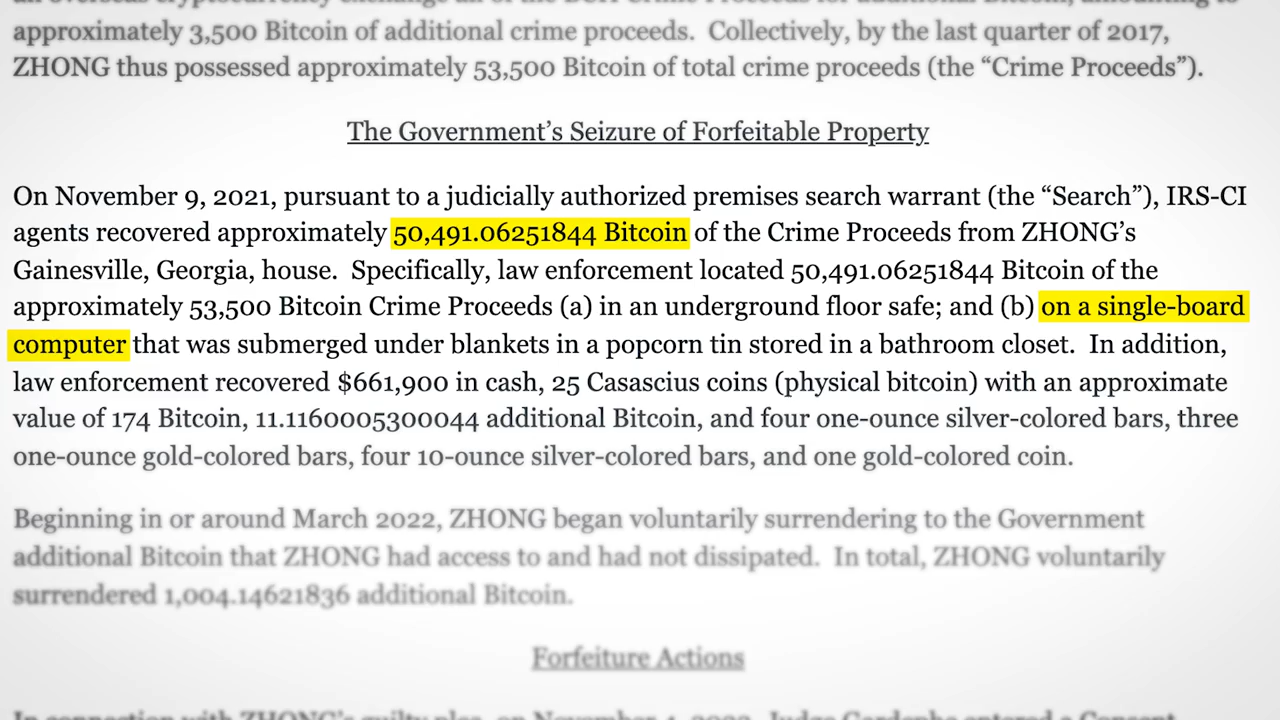 approximately 3,500 Bitcoin of additional crime proceeds. Collectively, by the last quarter of 2017,
ZHONG thus possessed approximately 53,500 Bitcoin of total crime proceeds (the “Crime Proceeds”).
The Government’s Seizure of Forfeitable Property
On November 9, 2021, pursuant to a judicially authorized premises search warrant (the “Search”), IRS-CI
agents recovered approximately 50,491.06251844 Bitcoin of the Crime Proceeds from ZHONG’s
Gainesville, Georgia, house. Specifically, law enforcement located 50,491.06251844 Bitcoin of the
approximately 53,500 Bitcoin Crime Proceeds (a) in an underground floor safe; and (b) on a single-board
computer that was submerged under blankets in a popcorn tin stored in a bathroom closet. In addition,
law enforcement recovered $661,900 in cash, 25 Casascius coins (physical bitcoin) with an approximate
value of 174 Bitcoin, 11.1160005300044 additional Bitcoin, and four one-ounce silver-colored bars, three
one-ounce gold-colored bars, four 10-ounce silver-colored bars, and one gold-colored coin.
Beginning in or around March 2022, ZHONG began voluntarily surrendering to the Government
additional Bitcoin that ZHONG had access to and had not dissipated. In total, ZHONG voluntarily
surrendered 1,004.14621836 additional Bitcoin.
Forfeiture Actions